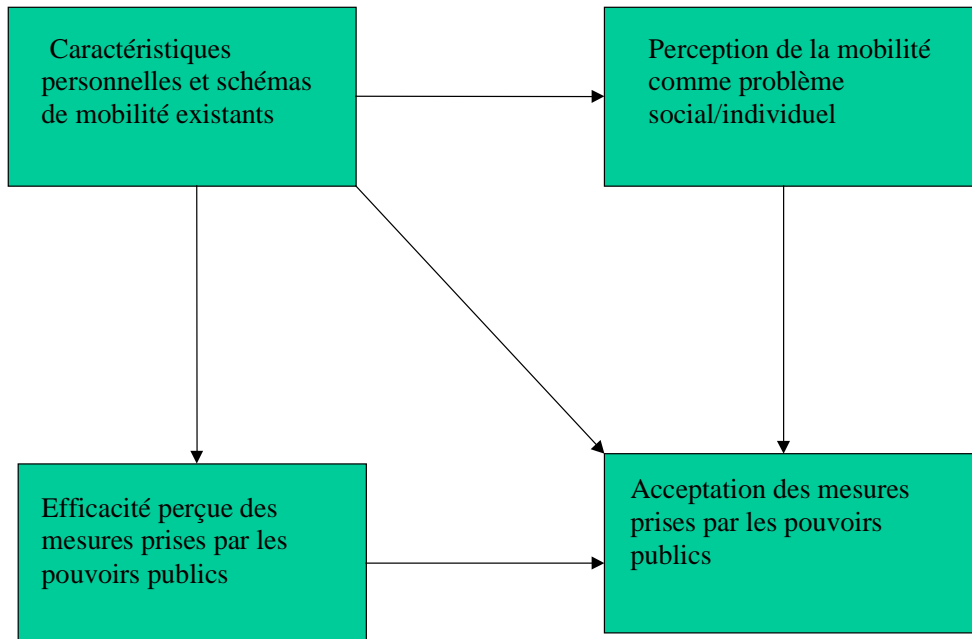 Caractéristiques
personnelles et schémas
de mobilité existants
Perception de la mobilité
comme problème
social/individuel
Efficacité perçue des
mesures prises par les
pouvoirs publics
Acceptation des mesures
prises par les pouvoirs
publics